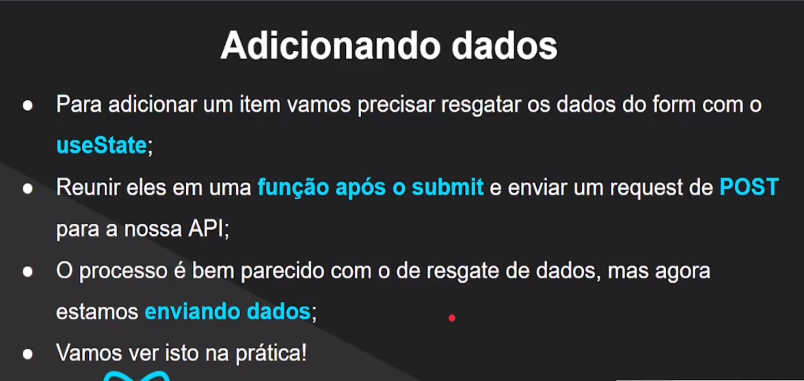 Adicionando dados
● Para adicionar um item vamos precisar resgatar os dados do form com o
useState;
● Reunir eles em uma função após o submit e enviar um request de POST
para a nossa API;
● O processo é bem parecido com o de resgate de dados, mas agora
estamos enviando dados;
● Vamos ver isto na prática!